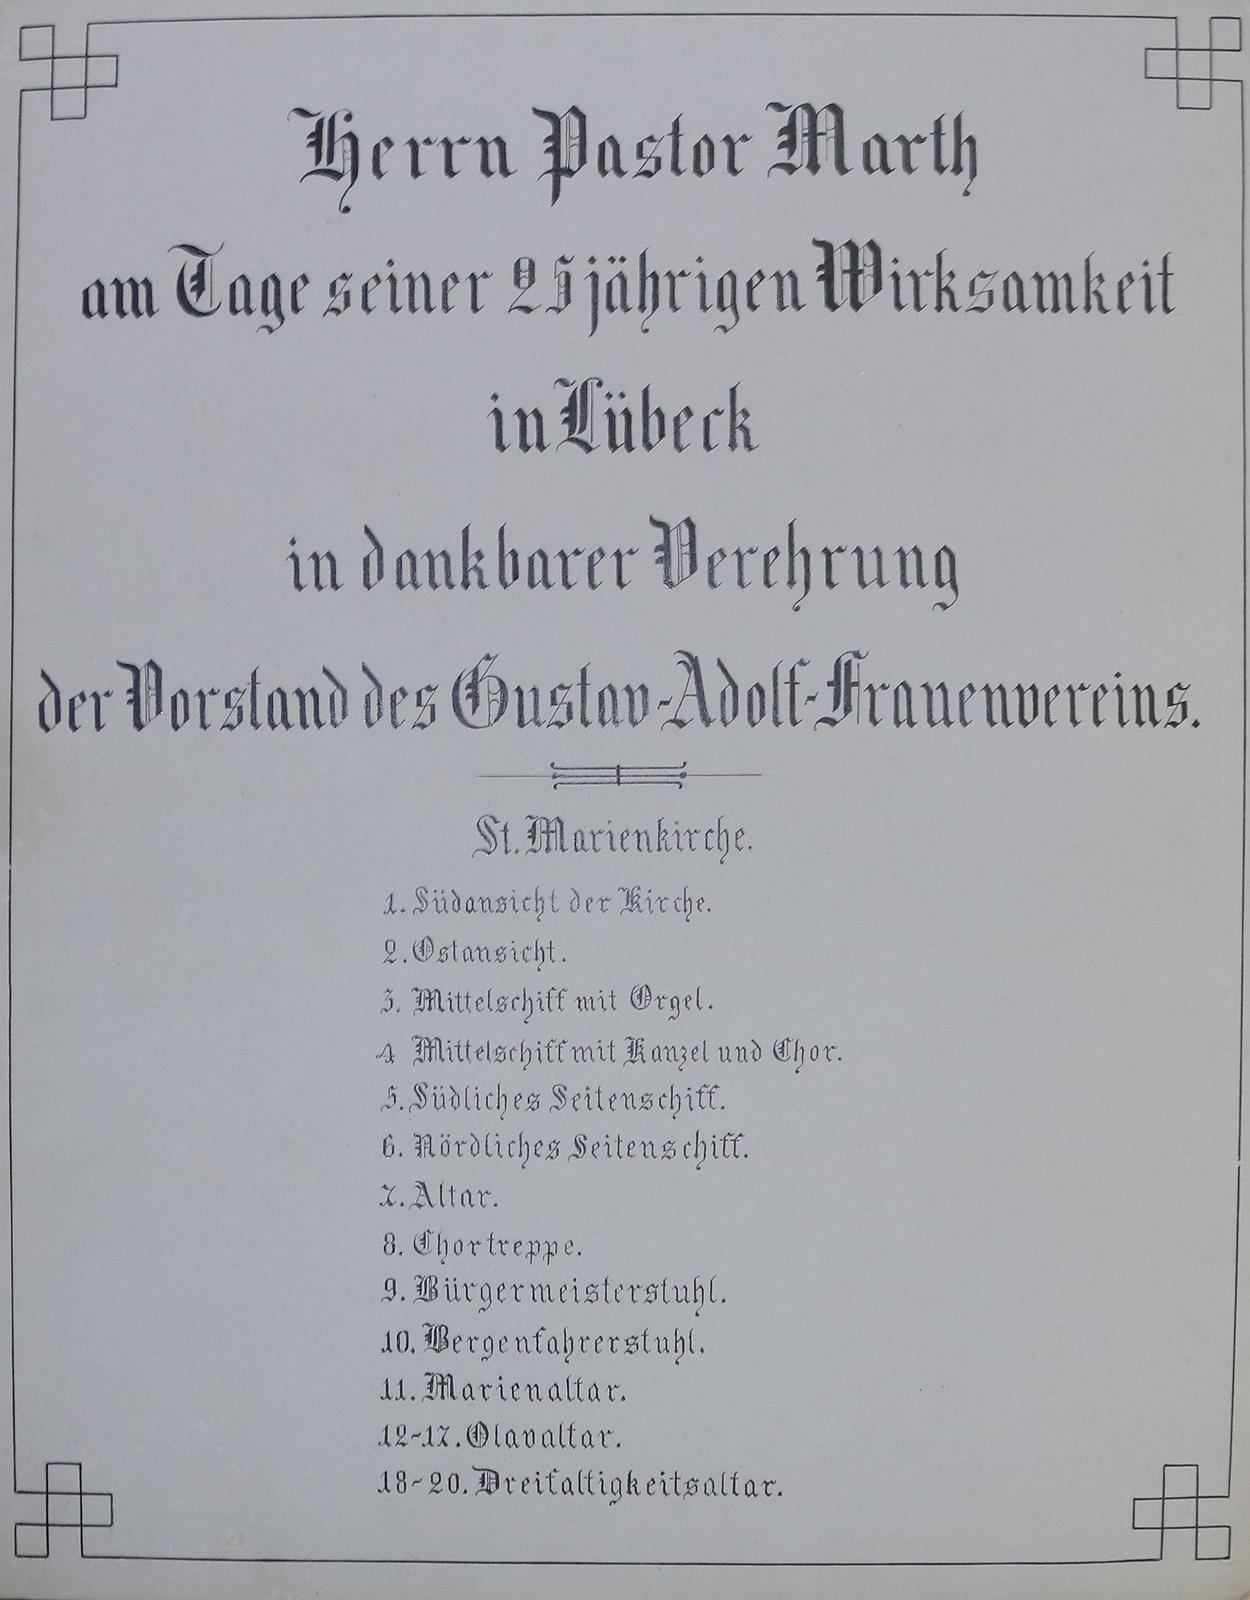 Herrn Pastor Marth
am Tage seiner 25jährigen Wirksamkeit
in Lübeck
in dankbarer Verehrung
der Vorstand des Gustav-Adolf-Frauenvereins.
St. Marienkirche.
1. Südansicht der Kirche.
2. Ostansicht.
3. Mittelschiff mit Orgel.
4 Mittelschiff mit Kanzel und Chor.
5. Südliches Seitenschiff.
6. Nördliches Seitenschiff.
7. Altar.
8. Chortreppe.
9. Bürgermeisterstuhl.
10. Bergenfahrerstuhl.
11. Marienaltar.
12-17. Olavaltar.
18-20. Dreifaltigkeitsaltar.